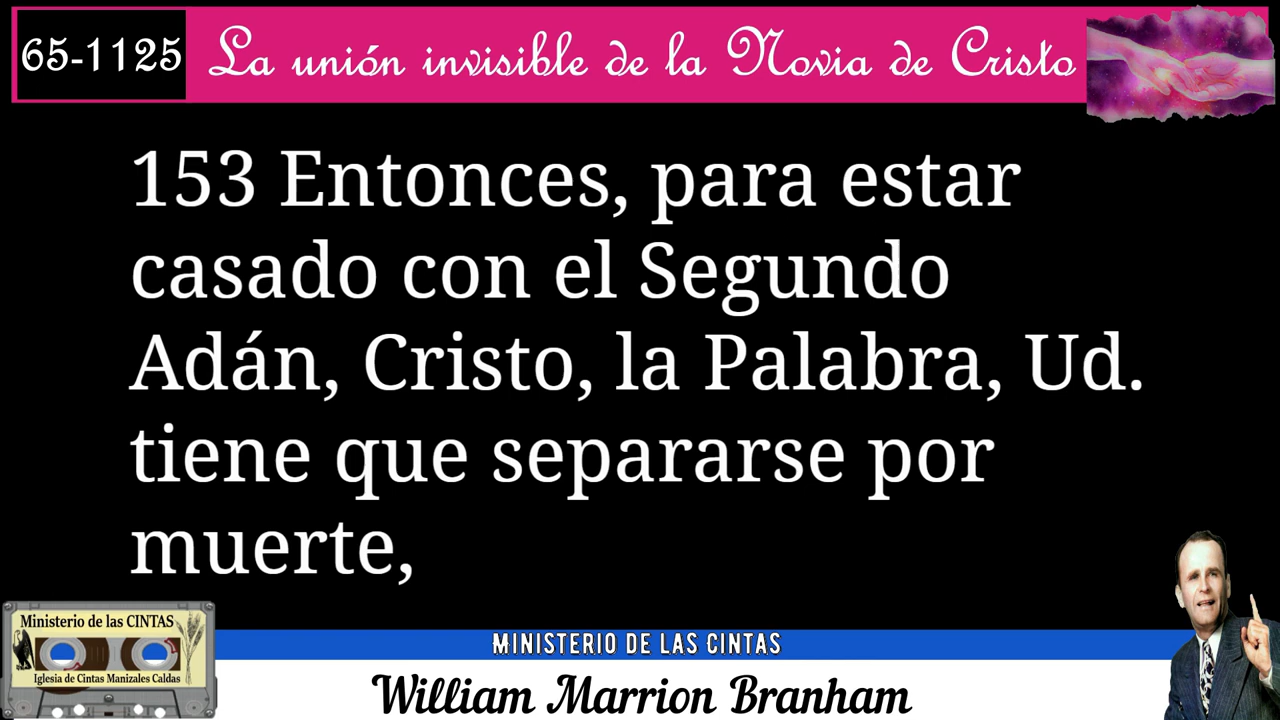 65-1125 La unión invisible de la Novia de Cristo
153 Entonces, para estar
casado con el Segundo
Adán, Cristo, la Palabra, Ud.
tiene que separarse por
muerte,
Ministerio de las CINTAS
Iglesia de Cintas Manizales Caldas
MINISTERIO DE LAS CINTAS
William Marrion Branham